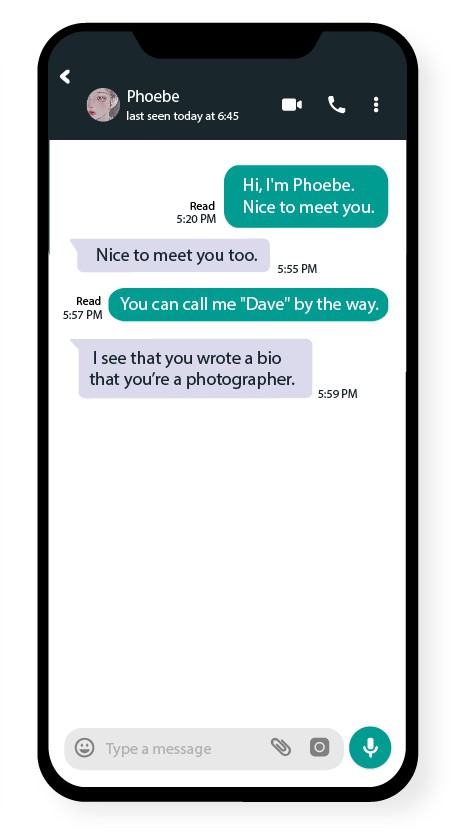 Phoebe
last seen today at 6:45
Hi, I'm Phoebe.
Nice to meet you.
Read
5:20 PM
Nice to meet you too.
5:55 PM
Read
5:57 PM
You can call me "Dave" by the way.
I see that you wrote a bio
that you’re a photographer.
5:59 PM
Type a message